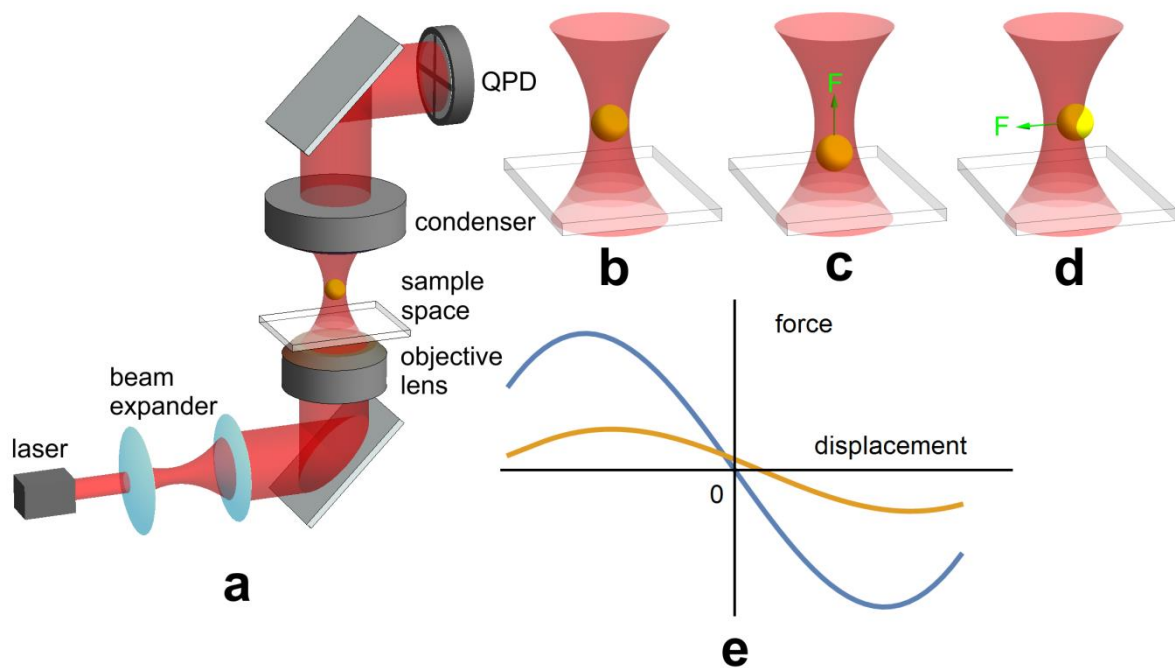 QPD
condenser
sample
space
objective
lens
beam
expander
laser
a
F
F
b
c
d
force
displacement
0
e